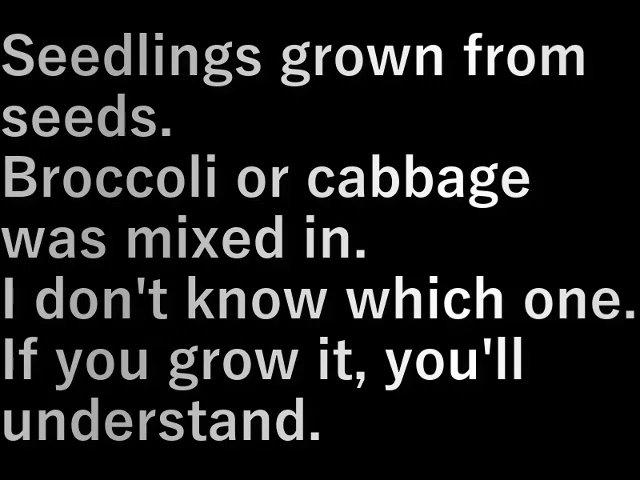 Seedlings grown from
seeds.
Broccoli or cabbage
was mixed in.
I don't know which one.
If you grow it, you'll
understand.